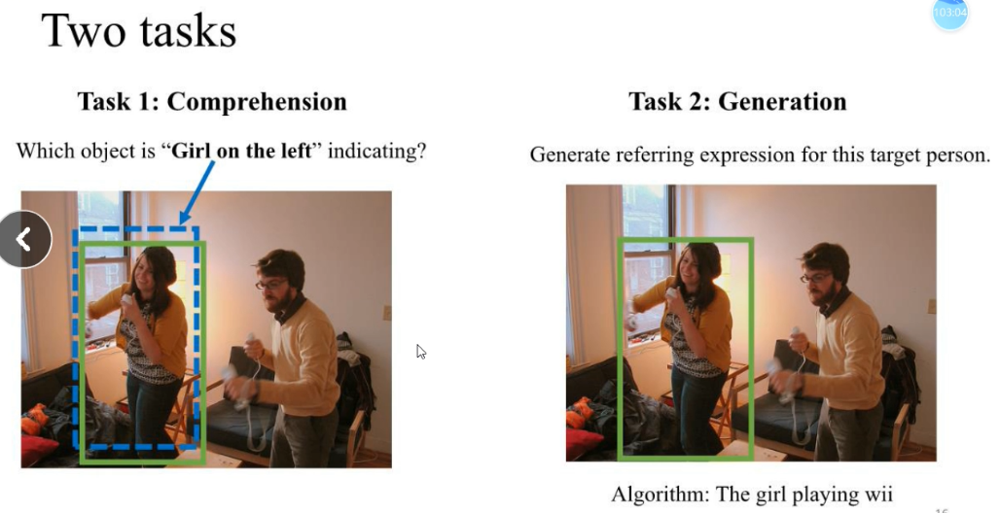 Two tasks
103:04
Task 1: Comprehension
Which object is “Girl on the left” indicating?
Task 2: Generation
Generate referring expression for this target person.
Algorithm: The girl playing wii